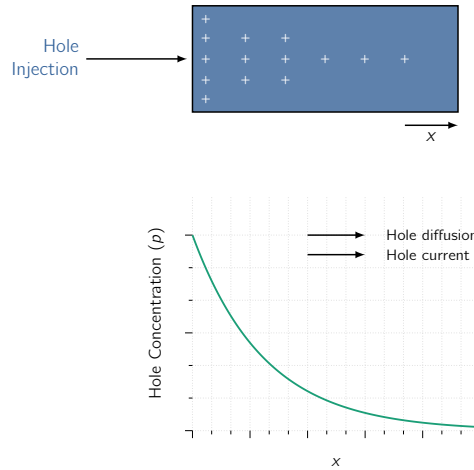 Hole
Injection
+
+ + +
+ + + + + +
+ + +
+
x
Hole diffusion
Hole current
Hole Concentration (p)
x